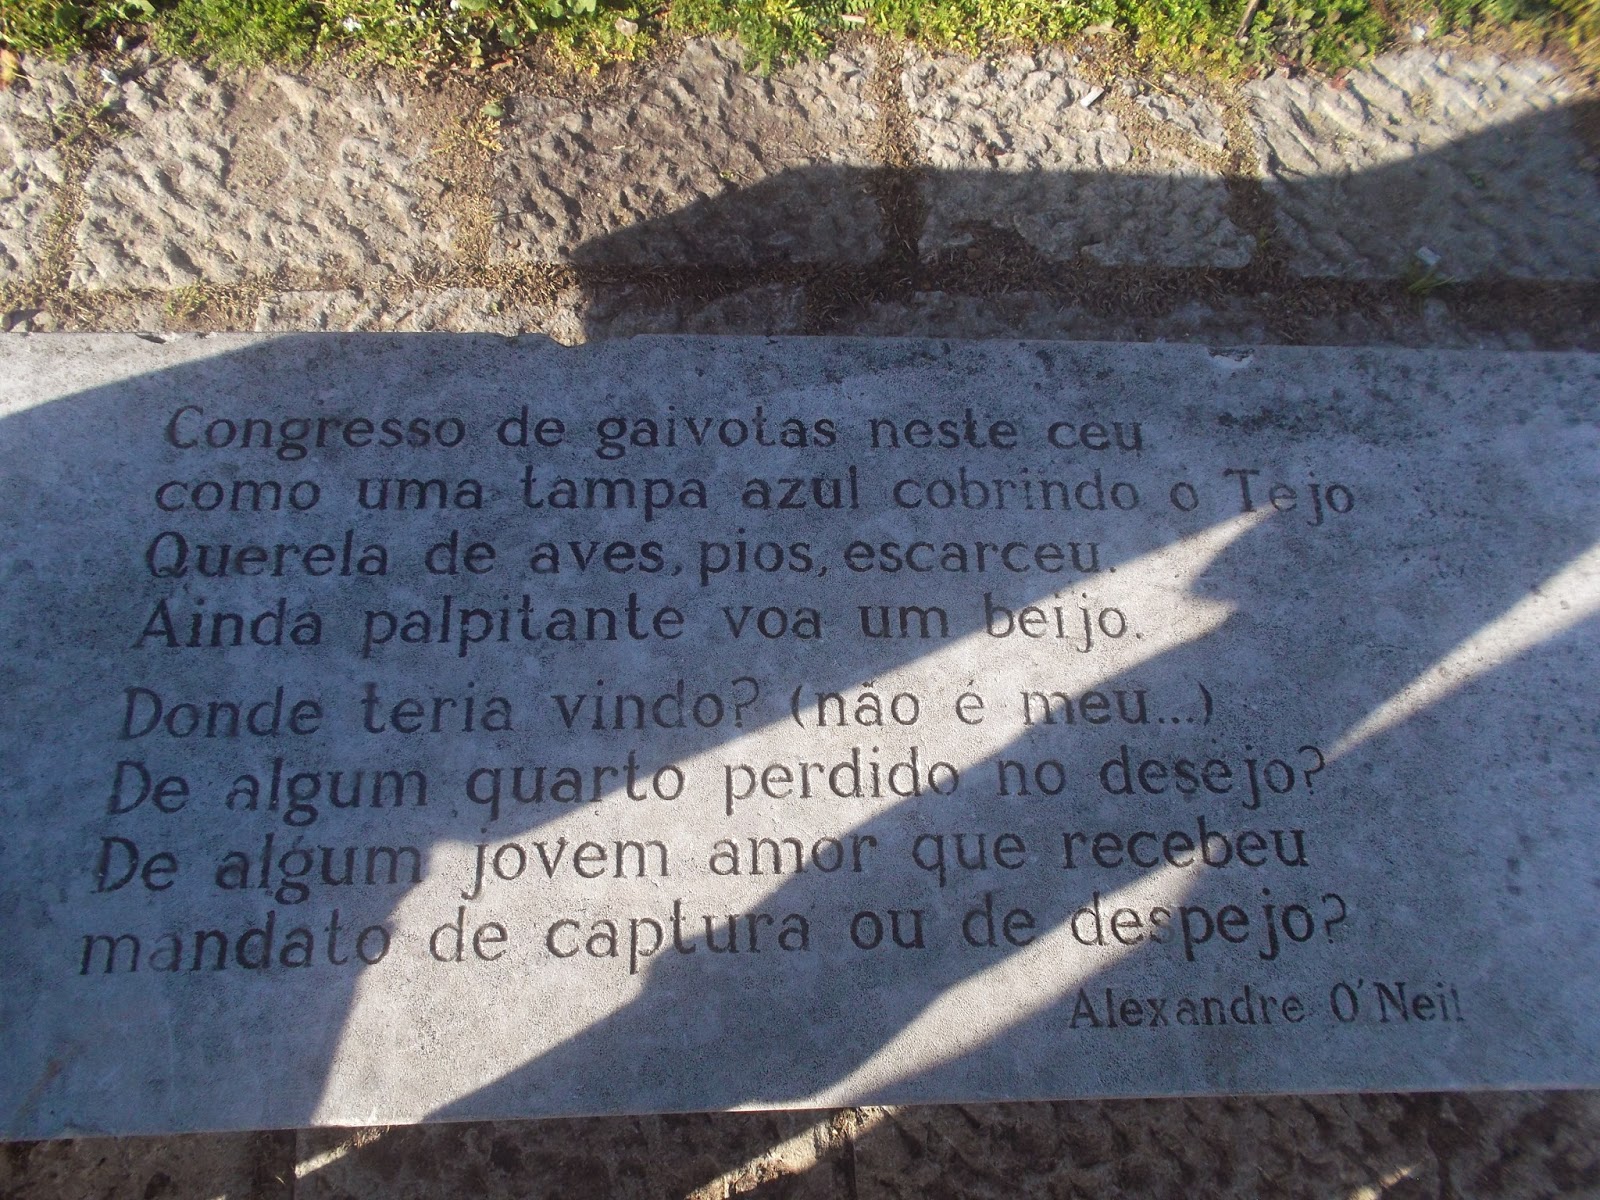 Congresso de gaivotas neste ceu
como uma tampa azul cobrindo o Tejo
Querela de aves, pios, escarceu.
Ainda palpitante voa um beijo.
Donde teria vindo? (não é meu...)
De algum quarto perdido no desejo?
De algum jovem amor que recebeu
mandato de captura ou de despejo?
Alexandre O'Neil